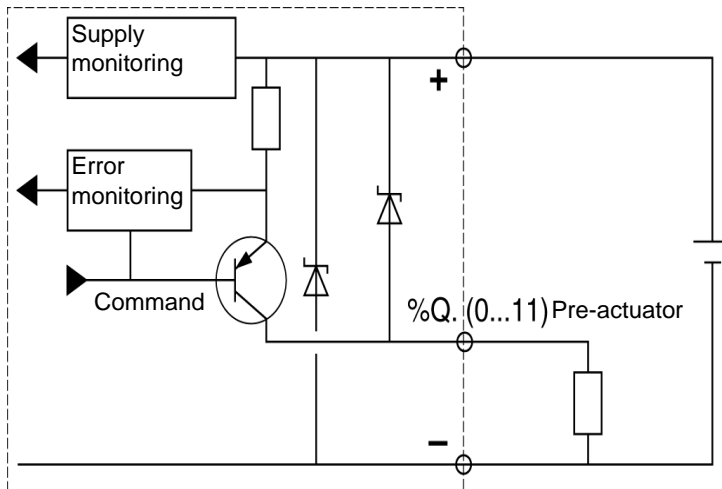 Supply
monitoring
+
Error
monitoring
Command
%Q. (0...11) Pre-actuator
−